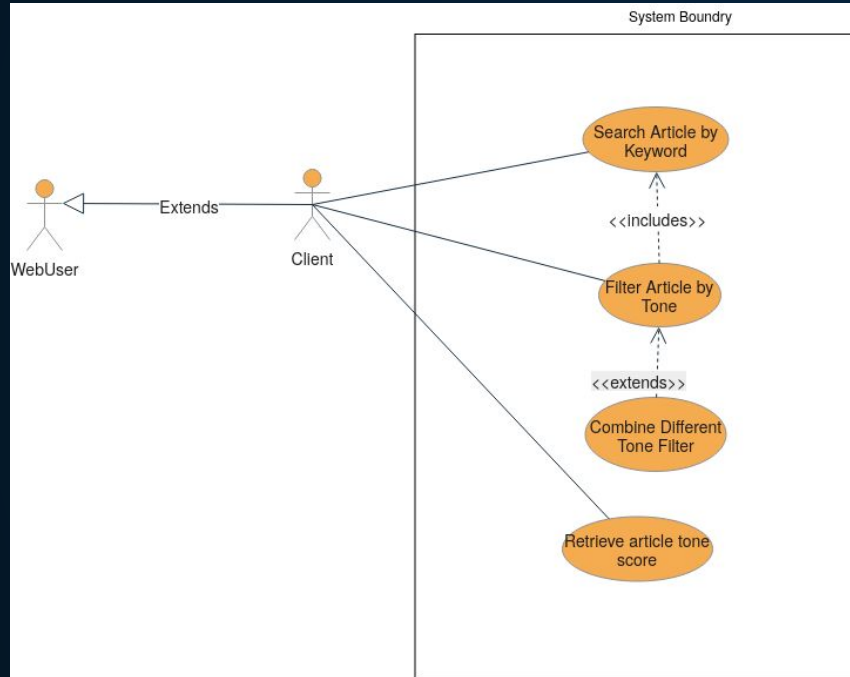 System Boundry
Search Article by
Keyword
Extends
<<includes>>
Client
WebUser
Filter Article by
Tone
<<extends>>
Combine Different
Tone Filter
Retrieve article tone
score